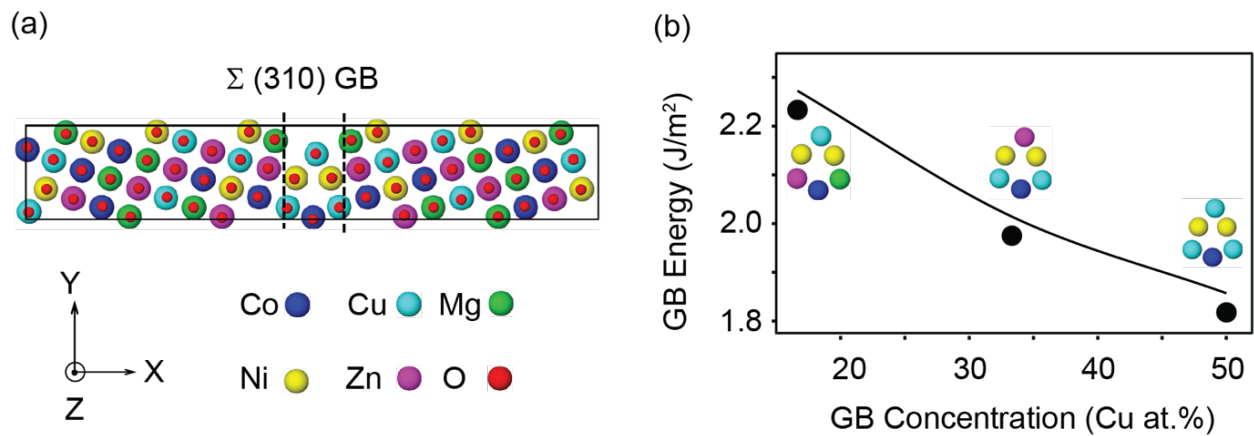 (a)
Σ (310) GB
Y
X
Z
Co
Cu
Mg
Ni
Zn
O
(b)
GB Energy (J/m²)
2.2
2.0
1.8
20
30
40
50
GB Concentration (Cu at.%)